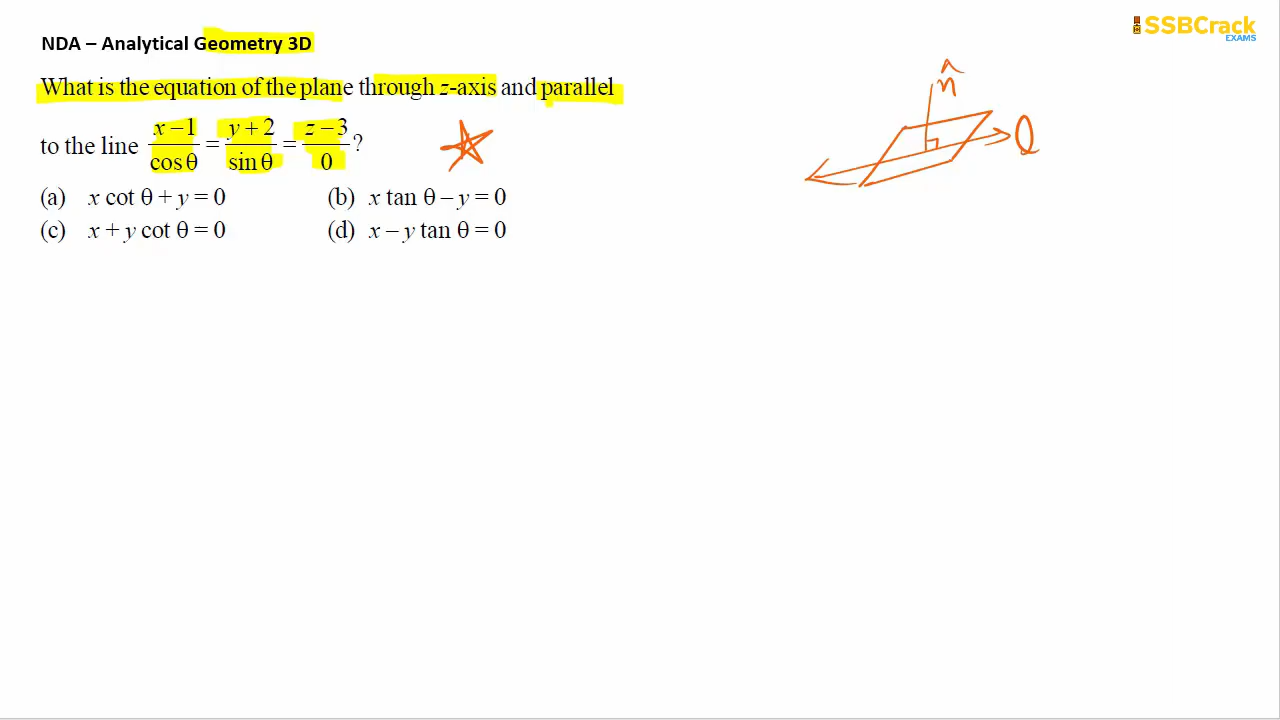 SSBCrack
EXAMS
NDA – Analytical Geometry 3D
What is the equation of the plane through z-axis and parallel
to the line (x – 1)/(cos θ) = (y + 2)/(sin θ) = (z – 3)/0 ?
(a) x cot θ + y = 0 (b) x tan θ – y = 0
(c) x + y cot θ = 0 (d) x – y tan θ = 0
n̂